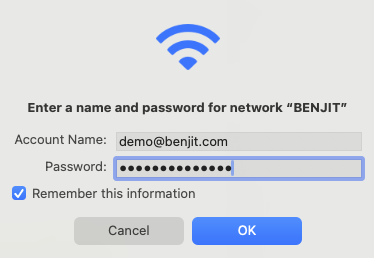 Enter a name and password for network “BENJIT”
Account Name: demo@benjit.com
Password: ••••••••••••••
Remember this information
Cancel OK